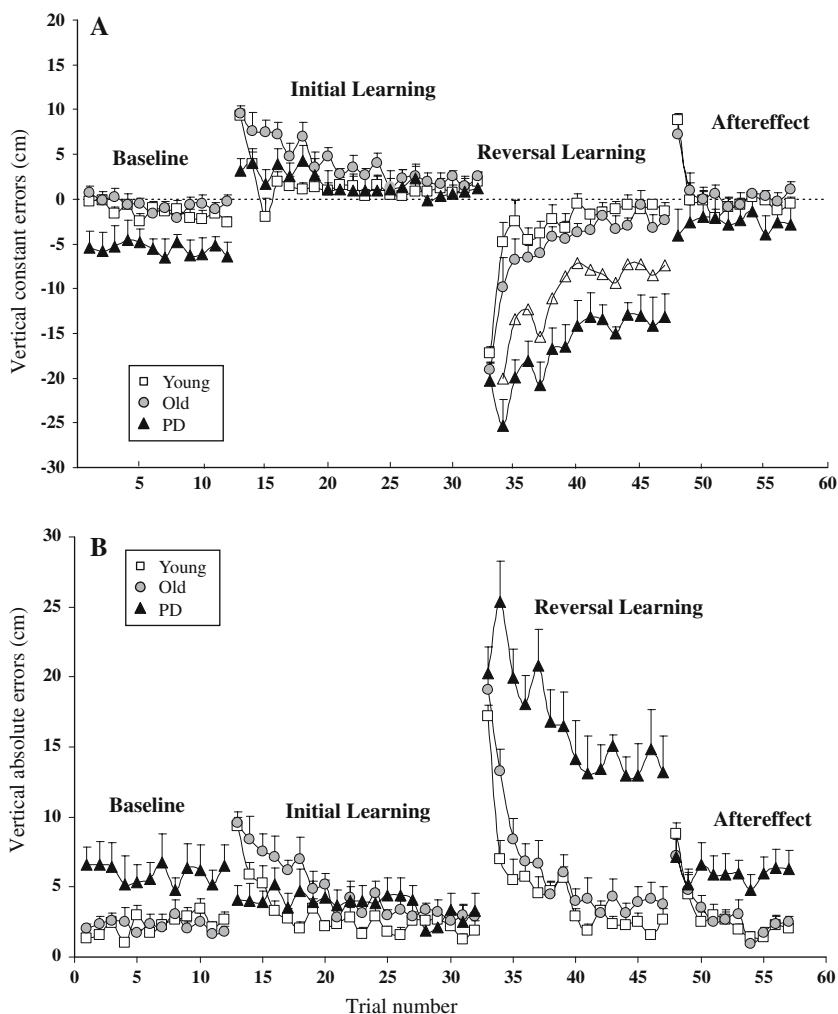 A
Vertical constant errors (cm)
20
15
10
5
0
-5
-10
-15
-20
-25
-30
Baseline
Initial Learning
Reversal Learning
Aftereffect
Young
Old
PD
5 10 15 20 25 30 35 40 45 50 55 60
B
Vertical absolute errors (cm)
30
25
20
15
10
5
0
Young
Old
PD
Baseline
Initial Learning
Reversal Learning
Aftereffect
0 5 10 15 20 25 30 35 40 45 50 55 60
Trial number